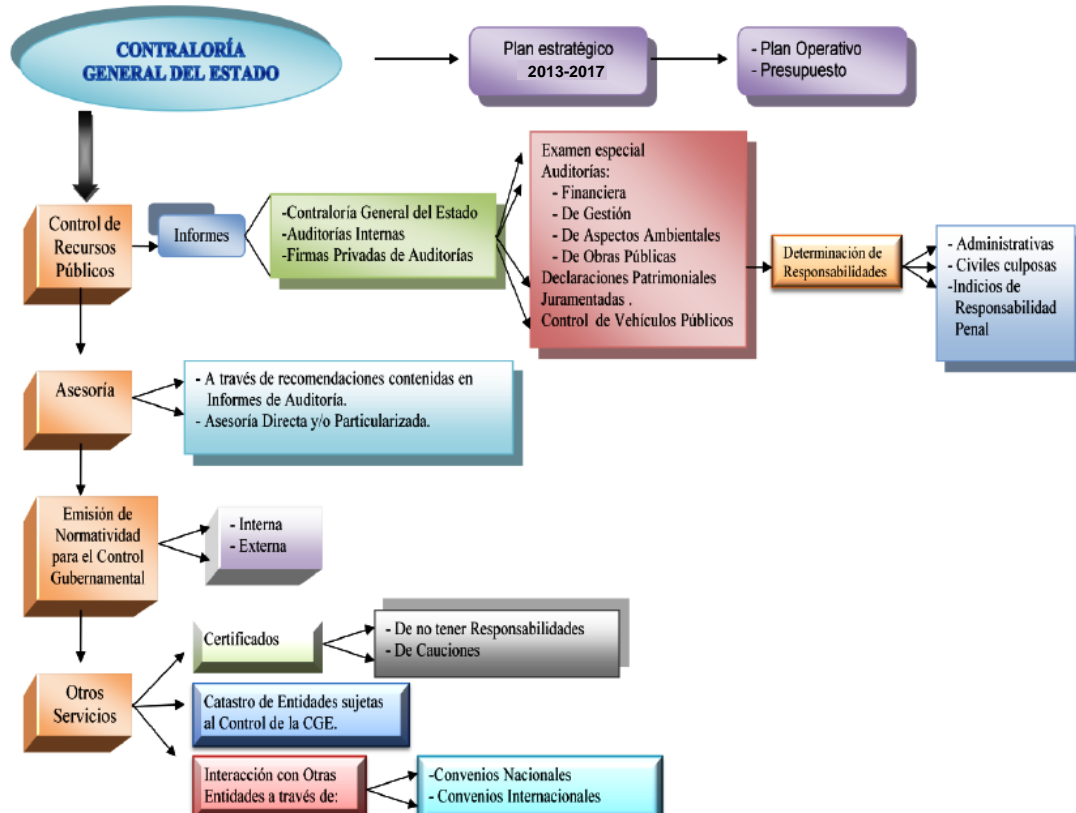 CONTRALORÍA
GENERAL DEL ESTADO
Plan estratégico
2013-2017
- Plan Operativo
- Presupuesto
Control de
Recursos
Públicos
Informes
-Contraloría General del Estado
-Auditorías Internas
-Firmas Privadas de Auditorías
Examen especial
Auditorías:
- Financiera
- De Gestión
- De Aspectos Ambientales
- De Obras Públicas
Declaraciones Patrimoniales
Juramentadas .
Control de Vehículos Públicos
Determinación de
Responsabilidades
- Administrativas
- Civiles culposas
-Indicios de
Responsabilidad
Penal
Asesoría
- A través de recomendaciones contenidas en
Informes de Auditoría.
- Asesoría Directa y/o Particularizada.
Emisión de
Normatividad
para el Control
Gubernamental
- Interna
- Externa
Otros
Servicios
Certificados
- De no tener Responsabilidades
- De Cauciones
Catastro de Entidades sujetas
al Control de la CGE.
Interacción con Otras
Entidades a través de:
-Convenios Nacionales
- Convenios Internacionales